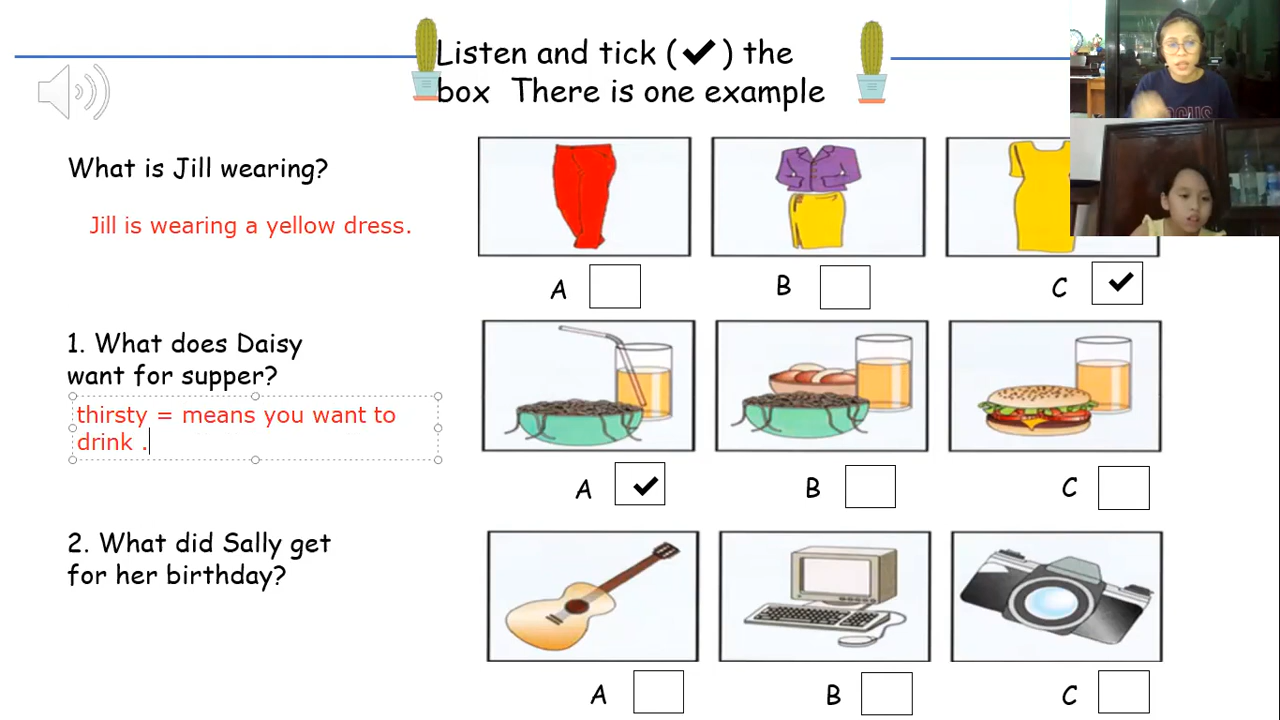 Listen and tick (✔) the
box There is one example
What is Jill wearing?
Jill is wearing a yellow dress.
A
B
C
1. What does Daisy
want for supper?
thirsty = means you want to
drink .
A
B
C
2. What did Sally get
for her birthday?
A
B
C